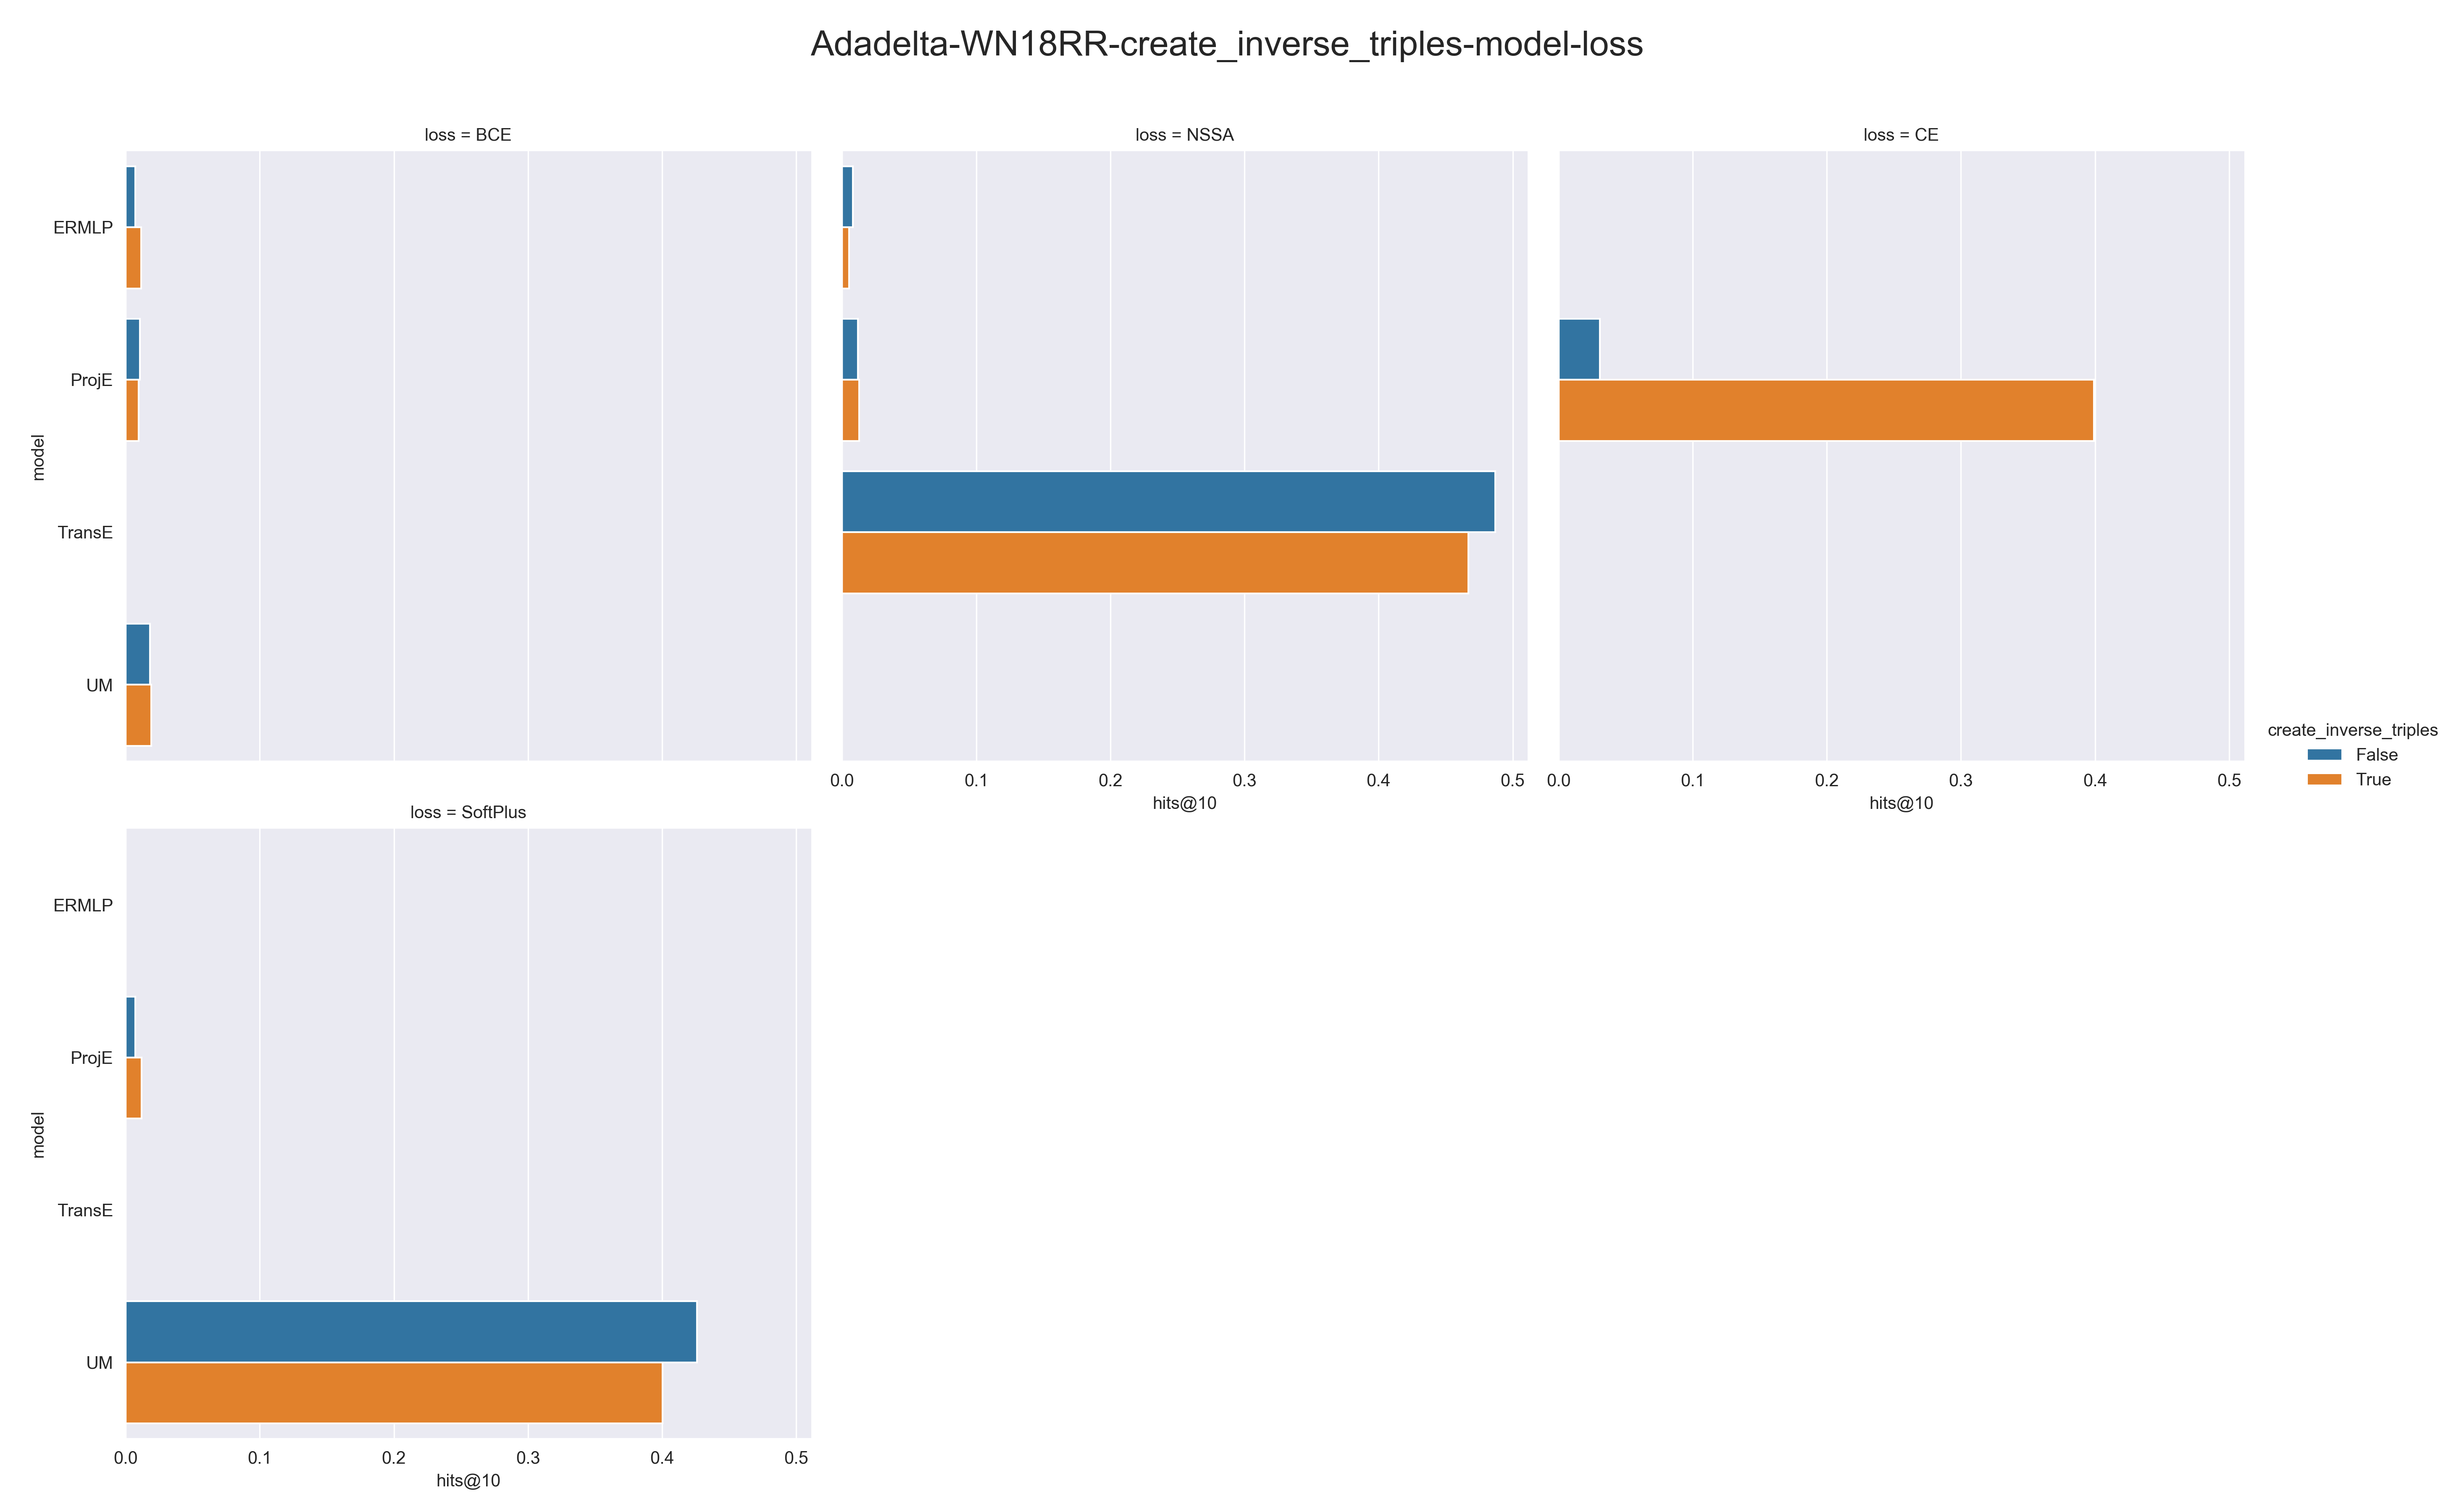 Adadelta-WN18RR-create_inverse_triples-model-loss
loss = BCE
loss = NSSA
loss = CE
ERMLP
ProjE
TransE
UM
model
0.0 0.1 0.2 0.3 0.4 0.5
hits@10
0.0 0.1 0.2 0.3 0.4 0.5
hits@10
create_inverse_triples
False
True
loss = SoftPlus
ERMLP
ProjE
TransE
UM
model
0.0 0.1 0.2 0.3 0.4 0.5
hits@10